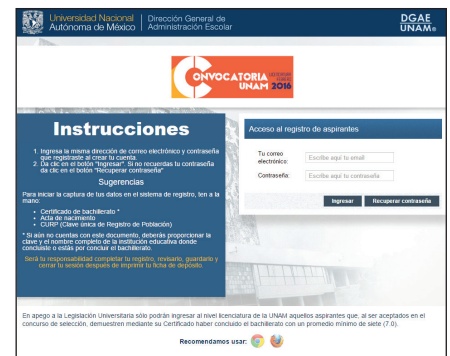 Universidad Nacional
Autónoma de México
Dirección General de
Administración Escolar
DGAE
UNAM
CONVOCATORIA
UNAM 2016
Instrucciones
1. Ingresa la misma dirección de correo electrónico y contraseña
que registraste al crear tu cuenta.
2. Da clic en el botón "Ingresar". Si no recuerdas tu contraseña
da clic en el botón "Recuperar contraseña"
Sugerencias
Para iniciar la captura de tus datos en el sistema de registro, ten a la
mano:
• Certificado de bachillerato *
• Acta de nacimiento
• CURP (Clave única de Registro de Población)
* Si aún no cuentas con este documento, deberás proporcionar la
clave y el nombre completo de la institución educativa donde
concluiste o estás por concluir el bachillerato.
Será tu responsabilidad completar tu registro, revisarlo, guardarlo y
cerrar tu sesión después de imprimir tu ficha de depósito.
Acceso al registro de aspirantes
Tu correo
electrónico:
Escribe aquí tu email
Contraseña:
Escribe aquí tu contraseña
Ingresar
Recuperar contraseña
En apego a la Legislación Universitaria sólo podrán ingresar al nivel licenciatura de la UNAM aquellos aspirantes que, al ser aceptados en el
concurso de selección, demuestren mediante su Certificado haber concluido el bachillerato con un promedio mínimo de siete (7.0).
Recomendamos usar: